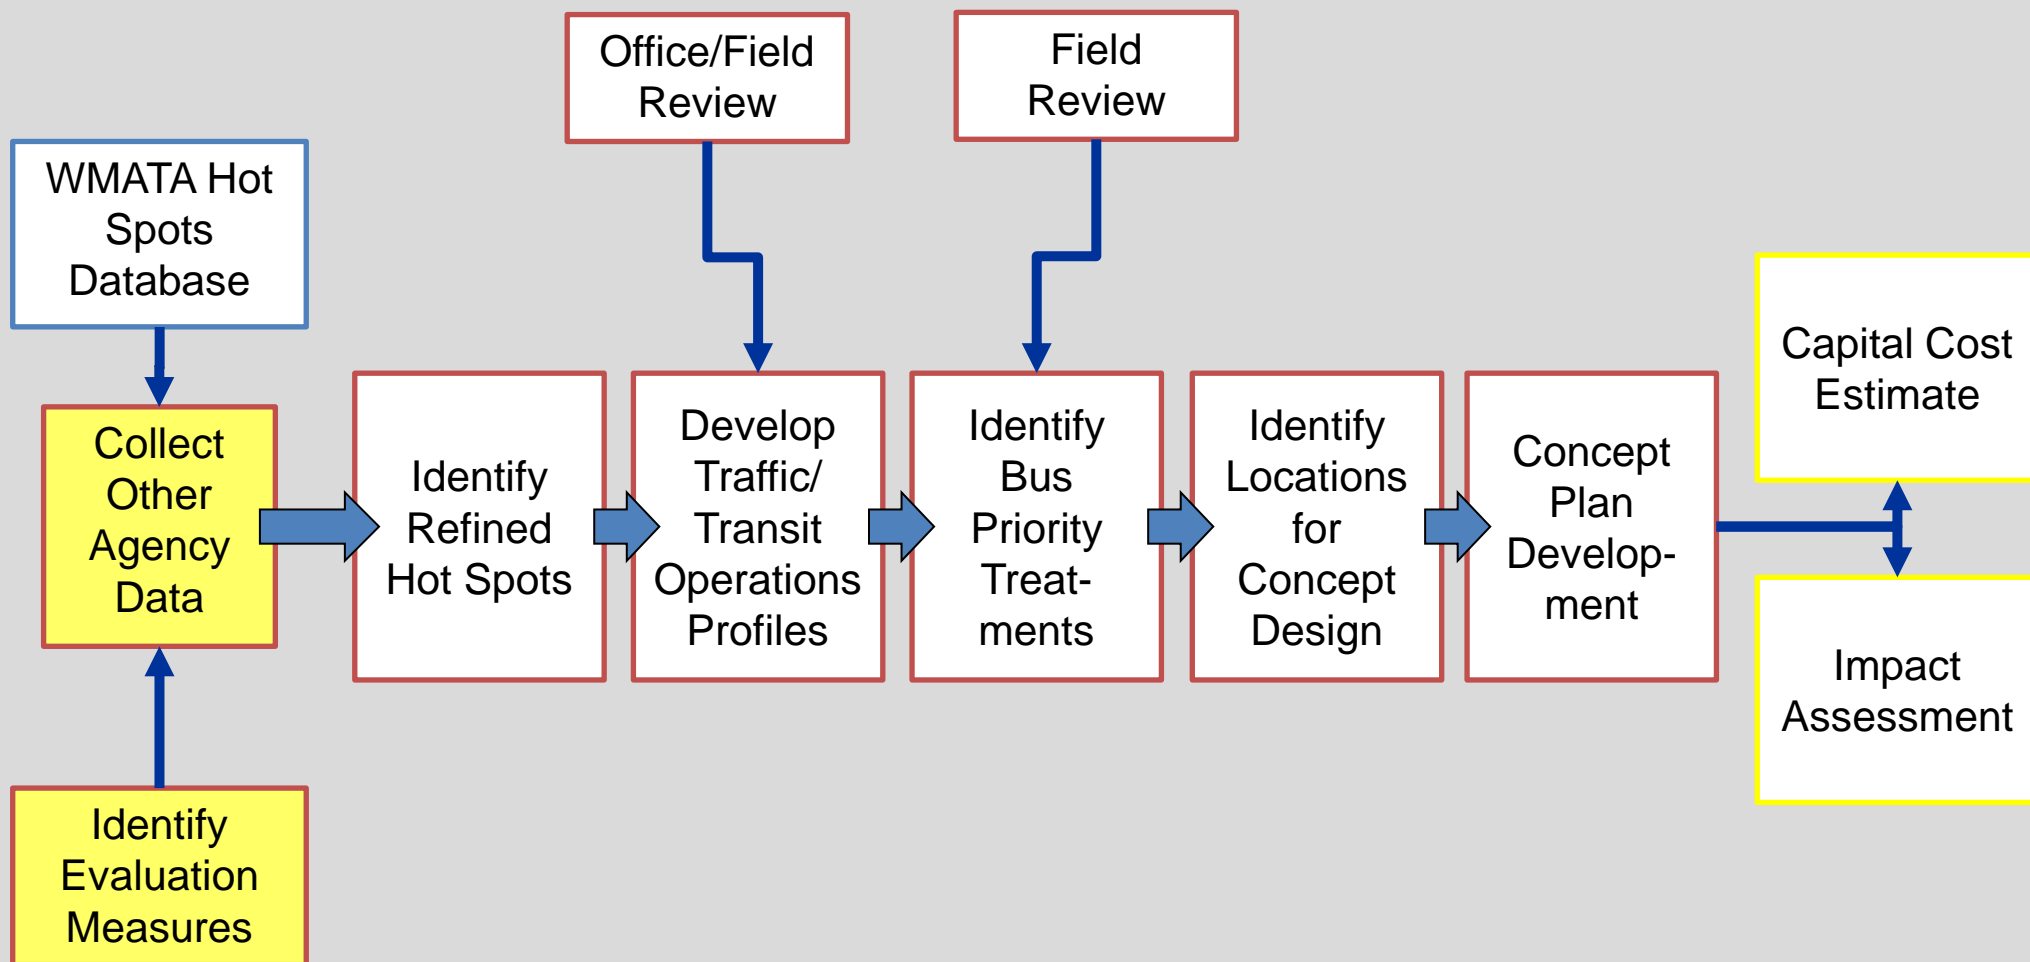 Office/Field
Review
Field
Review
WMATA Hot
Spots
Database
Collect
Other
Agency
Data
Identify
Refined
Hot Spots
Develop
Traffic/
Transit
Operations
Profiles
Identify
Bus
Priority
Treat-
ments
Identify
Locations
for
Concept
Design
Concept
Plan
Develop-
ment
Capital Cost
Estimate
Impact
Assessment
Identify
Evaluation
Measures